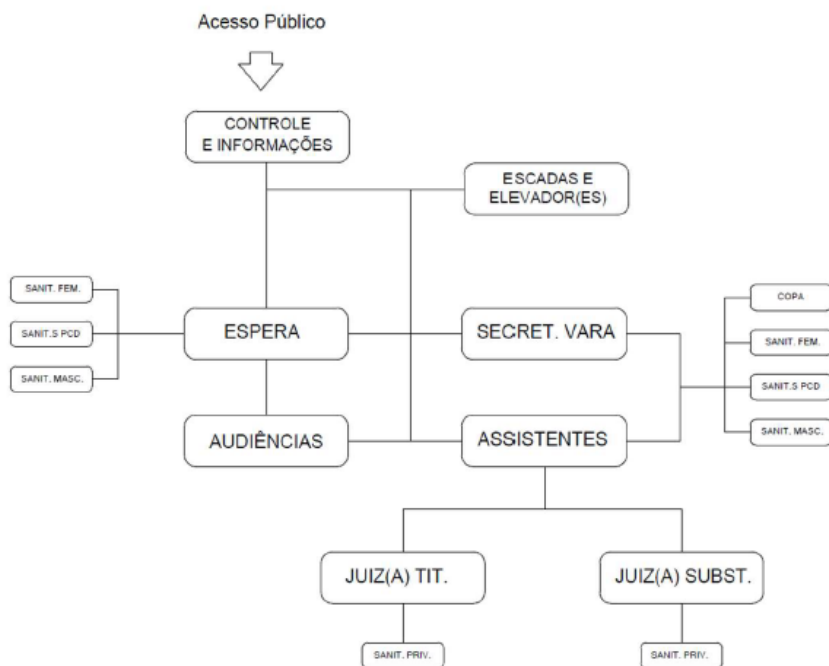 Acesso Público
CONTROLE
E INFORMAÇÕES
ESCADAS E
ELEVADOR(ES)
SANIT. FEM.
SANIT.S PCD
SANIT. MASC.
ESPERA
SECRET. VARA
COPA
SANIT. FEM.
SANIT.S PCD
SANIT. MASC.
AUDIÊNCIAS
ASSISTENTES
JUIZ(A) TIT.
JUIZ(A) SUBST.
SANIT. PRIV.
SANIT. PRIV.